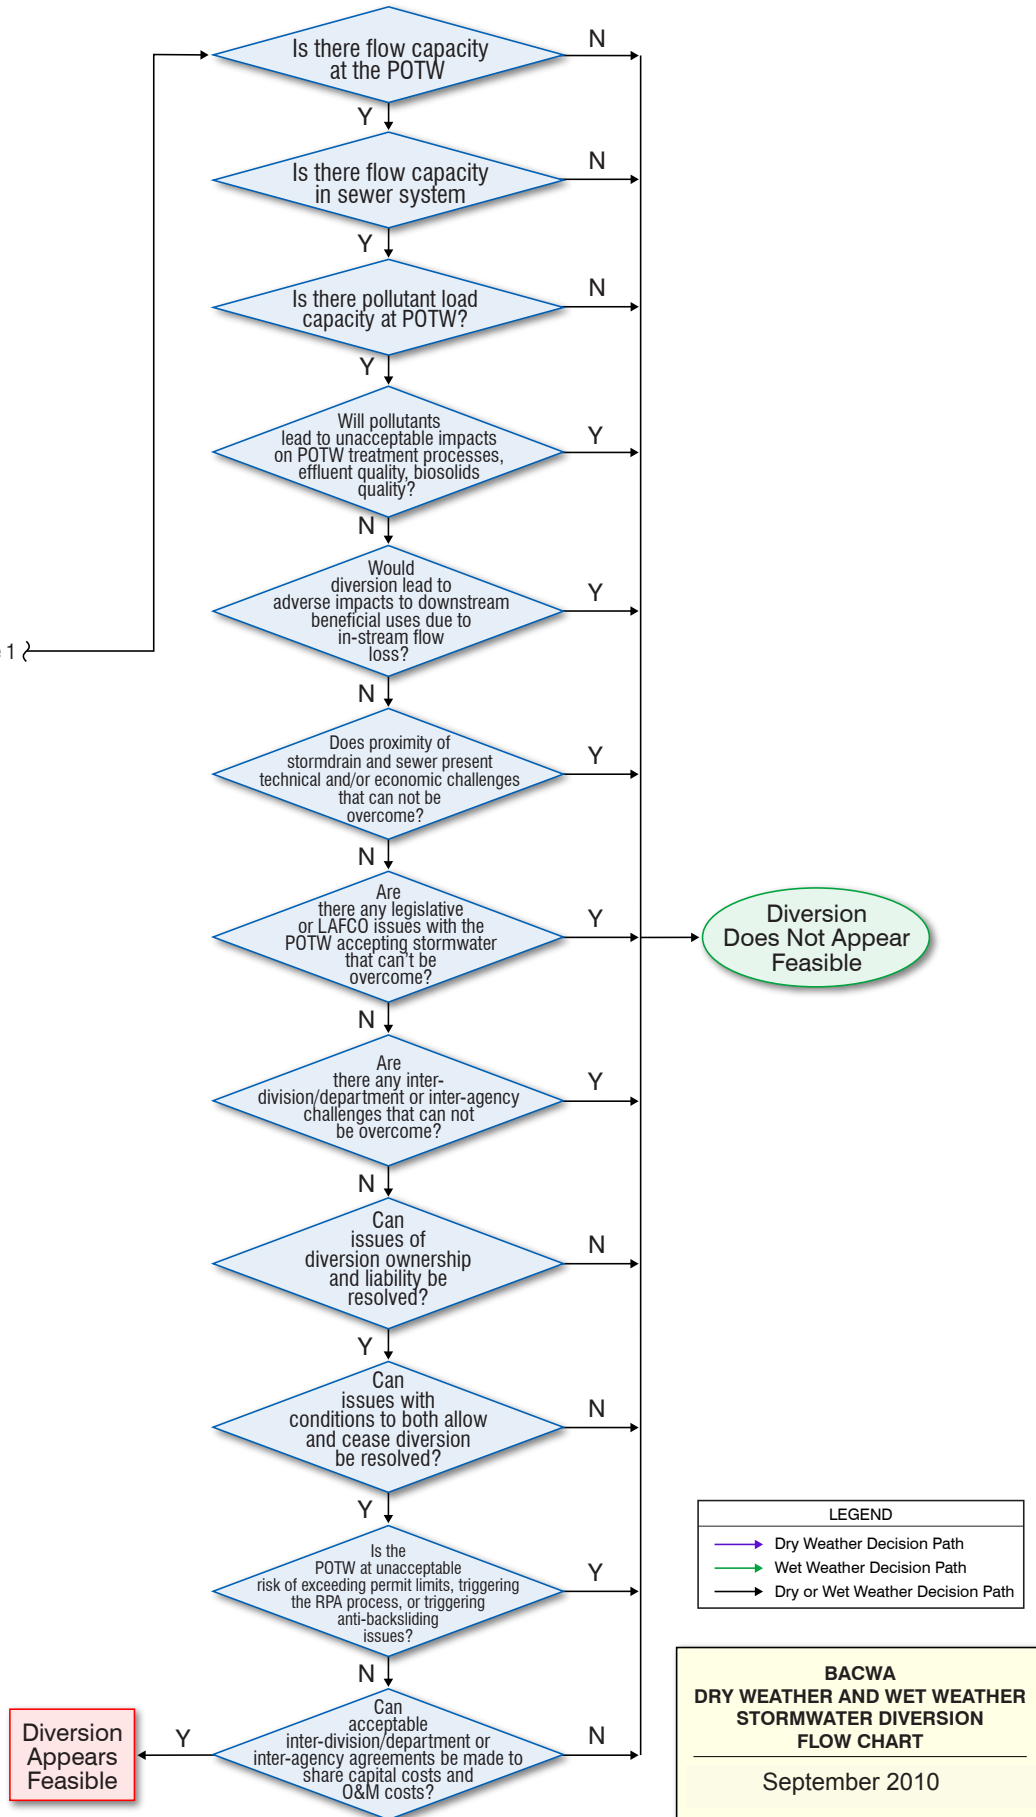 Is there flow capacity
at the POTW
N
Y
Is there flow capacity
in sewer system
N
Y
Is there pollutant load
capacity at POTW?
N
Y
Will pollutants
lead to unacceptable impacts
on POTW treatment processes,
effluent quality, biosolids
quality?
Y
N
Would
diversion lead to
adverse impacts to downstream
beneficial uses due to
in-stream flow
loss?
Y
1
N
Does proximity of
stormdrain and sewer present
technical and/or economic challenges
that can not be
overcome?
Y
N
Are
there any legislative
or LAFCO issues with the
POTW accepting stormwater
that can't be
overcome?
Y
Diversion
Does Not Appear
Feasible
N
Are
there any inter-
division/department or inter-agency
challenges that can not
be overcome?
Y
N
Can
issues of
diversion ownership
and liability be
resolved?
N
Y
Can
issues with
conditions to both allow
and cease diversion
be resolved?
N
Y
Is the
POTW at unacceptable
risk of exceeding permit limits, triggering
the RPA process, or triggering
anti-backsliding
issues?
Y
N
Can
acceptable
inter-division/department or
inter-agency agreements be made to
share capital costs and
O&M costs?
N
Y
Diversion
Appears
Feasible
LEGEND
Dry Weather Decision Path
Wet Weather Decision Path
Dry or Wet Weather Decision Path
BACWA
DRY WEATHER AND WET WEATHER
STORMWATER DIVERSION
FLOW CHART
September 2010